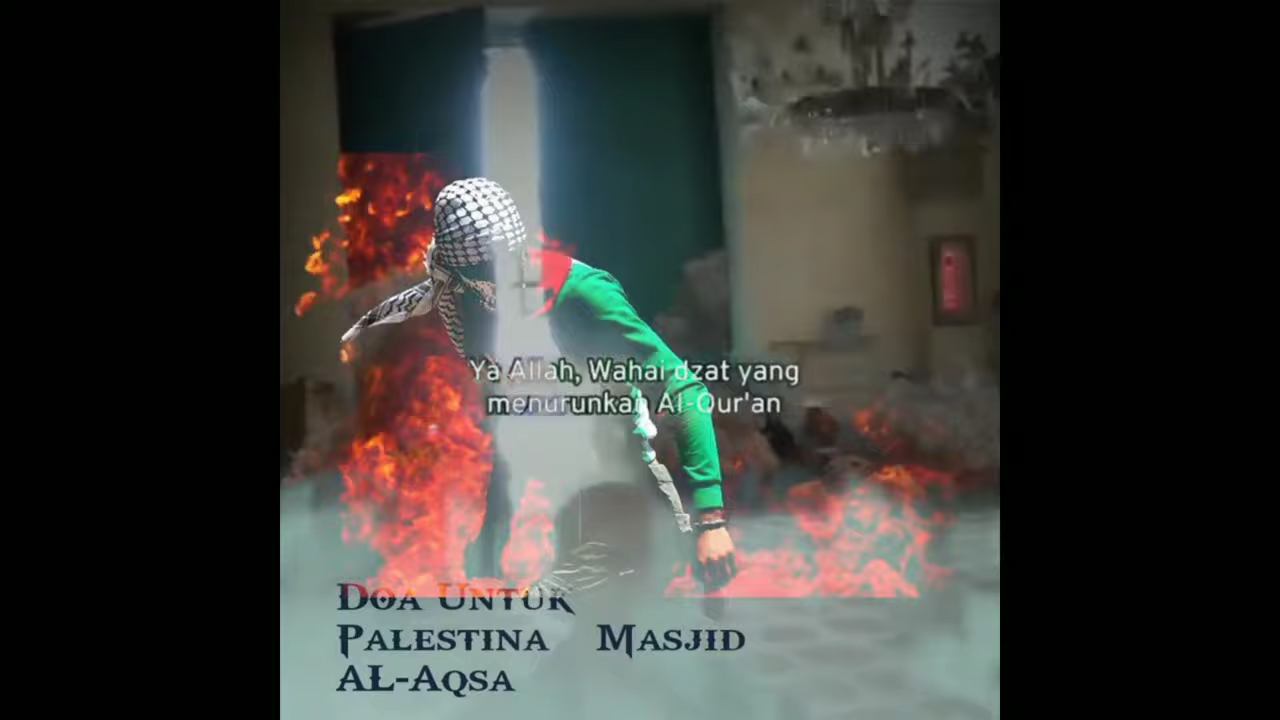 Ya Allah, Wahai dzat yang
menurunkan Al-Qur'an
Doa Untuk
Palestina Masjid
AL-Aqsa